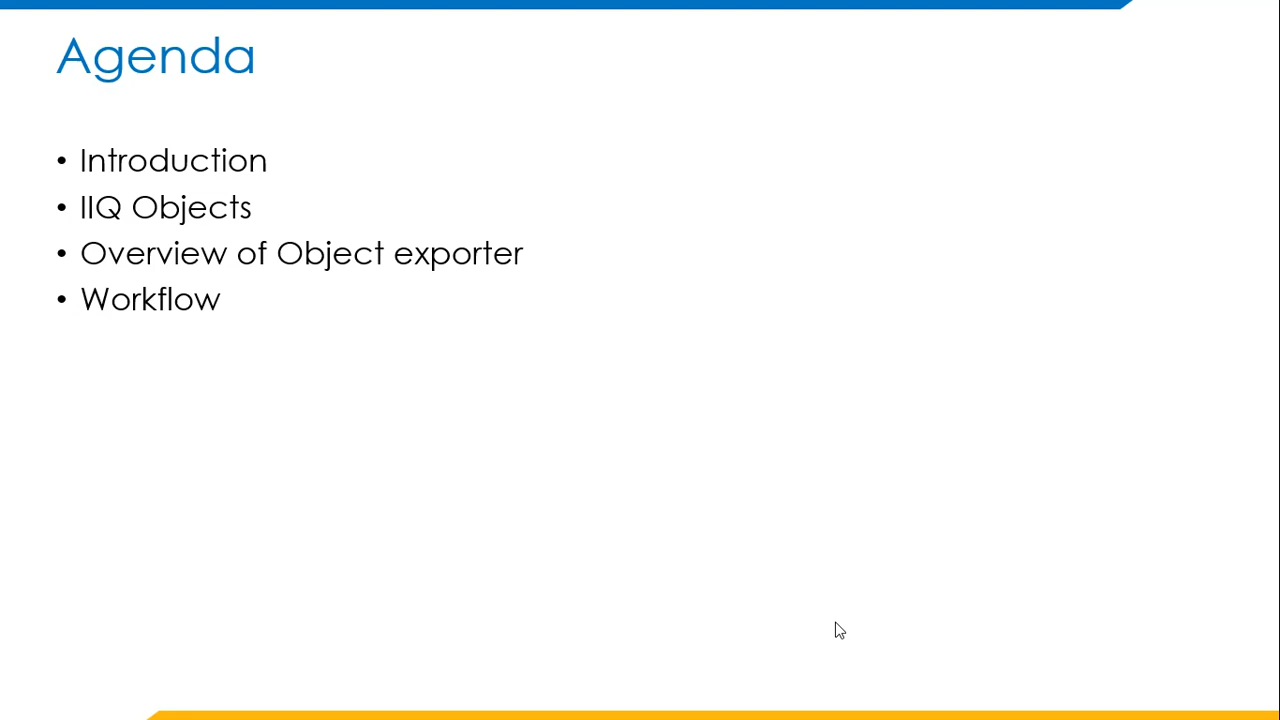 Agenda
• Introduction
• IIQ Objects
• Overview of Object exporter
• Workflow